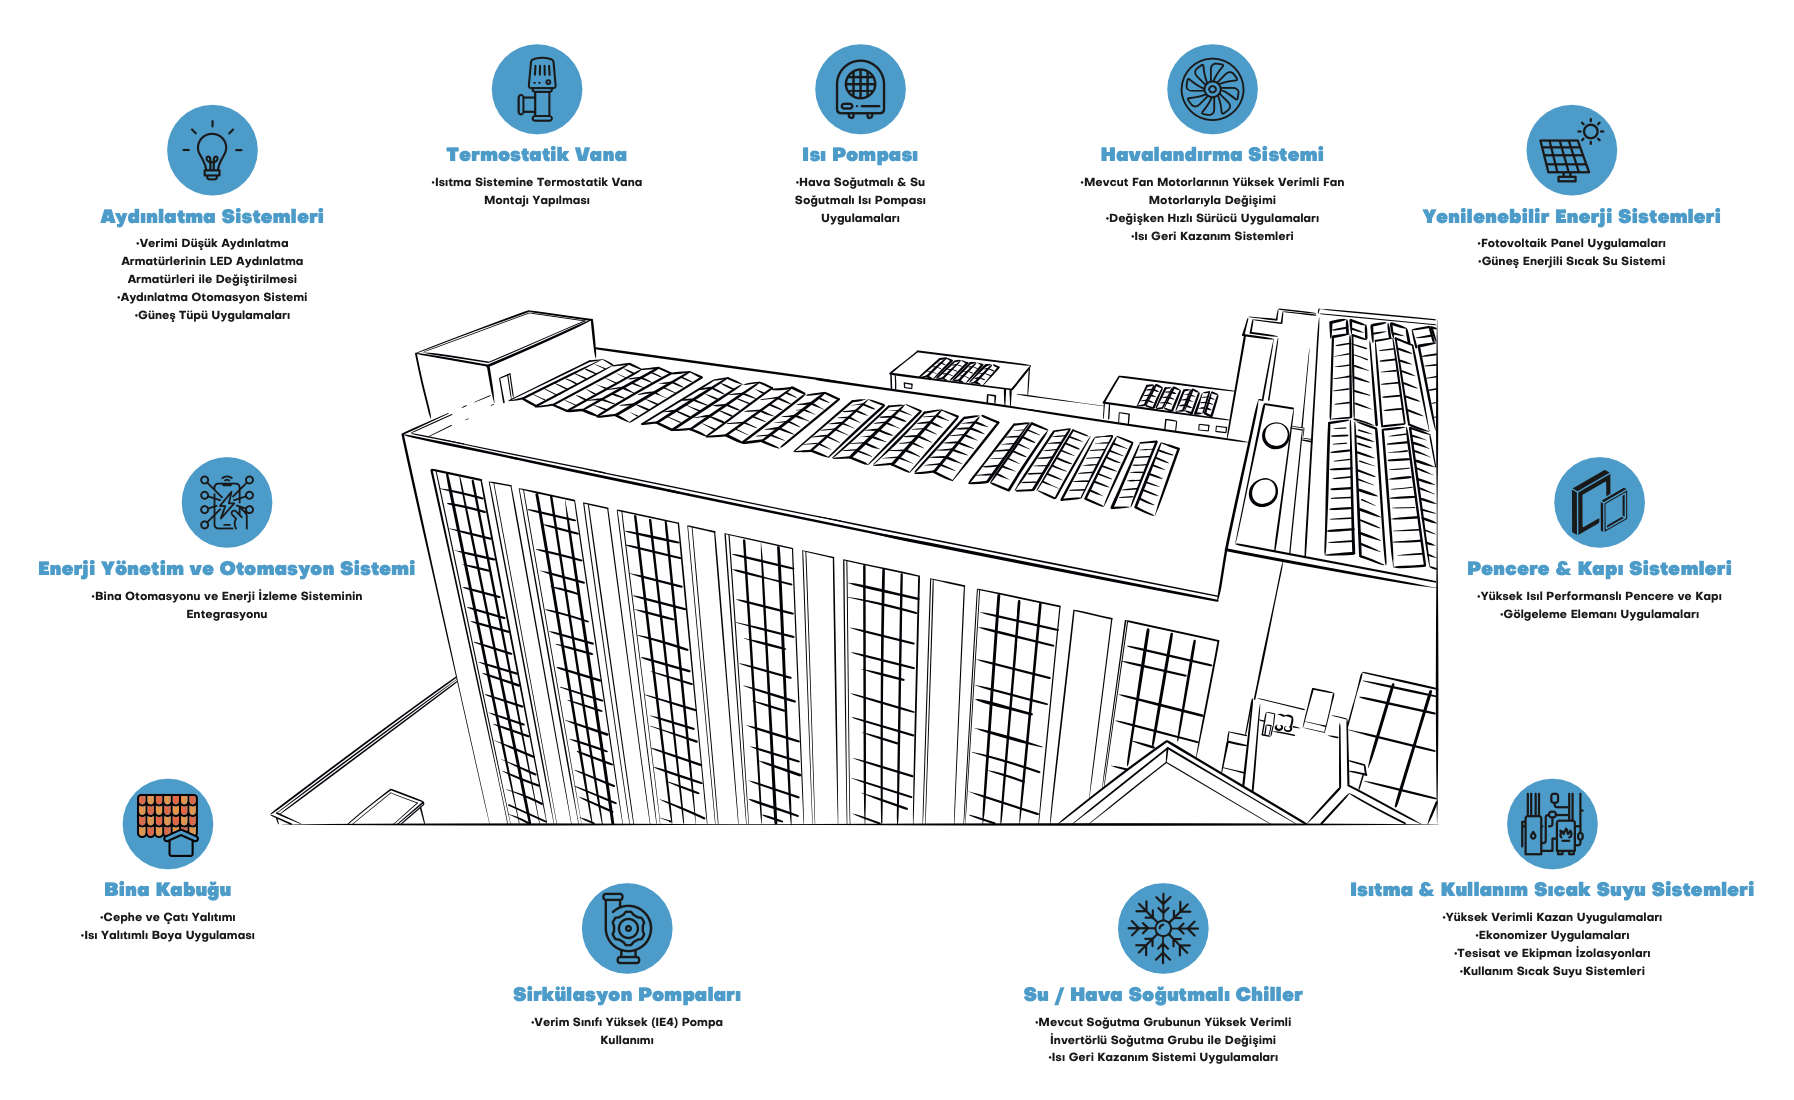 Termostatik Vana
•Isıtma Sistemine Termostatik Vana
Montajı Yapılması
Isı Pompası
•Hava Soğutmalı & Su
Soğutmalı Isı Pompası
Uygulamaları
Havalandırma Sistemi
•Mevcut Fan Motorlarının Yüksek Verimli Fan
Motorlarıyla Değişimi
•Değişken Hızlı Sürücü Uygulamaları
•Isı Geri Kazanım Sistemleri
Aydınlatma Sistemleri
•Verimi Düşük Aydınlatma
Armatürlerinin LED Aydınlatma
Armatürleri ile Değiştirilmesi
•Aydınlatma Otomasyon Sistemi
•Güneş Tüpü Uygulamaları
Yenilenebilir Enerji Sistemleri
•Fotovoltaik Panel Uygulamaları
•Güneş Enerjili Sıcak Su Sistemi
Enerji Yönetim ve Otomasyon Sistemi
•Bina Otomasyonu ve Enerji İzleme Sisteminin
Entegrasyonu
Pencere & Kapı Sistemleri
•Yüksek Isıl Performanslı Pencere ve Kapı
•Gölgeleme Elemanı Uygulamaları
Bina Kabuğu
•Cephe ve Çatı Yalıtımı
•Isı Yalıtımlı Boya Uygulaması
Isıtma & Kullanım Sıcak Suyu Sistemleri
•Yüksek Verimli Kazan Uyugulamaları
•Ekonomizer Uygulamaları
•Tesisat ve Ekipman İzolasyonları
•Kullanım Sıcak Suyu Sistemleri
Sirkülasyon Pompaları
•Verim Sınıfı Yüksek (IE4) Pompa
Kullanımı
Su / Hava Soğutmalı Chiller
•Mevcut Soğutma Grubunun Yüksek Verimli
İnvertörlü Soğutma Grubu ile Değişimi
•Isı Geri Kazanım Sistemi Uygulamaları